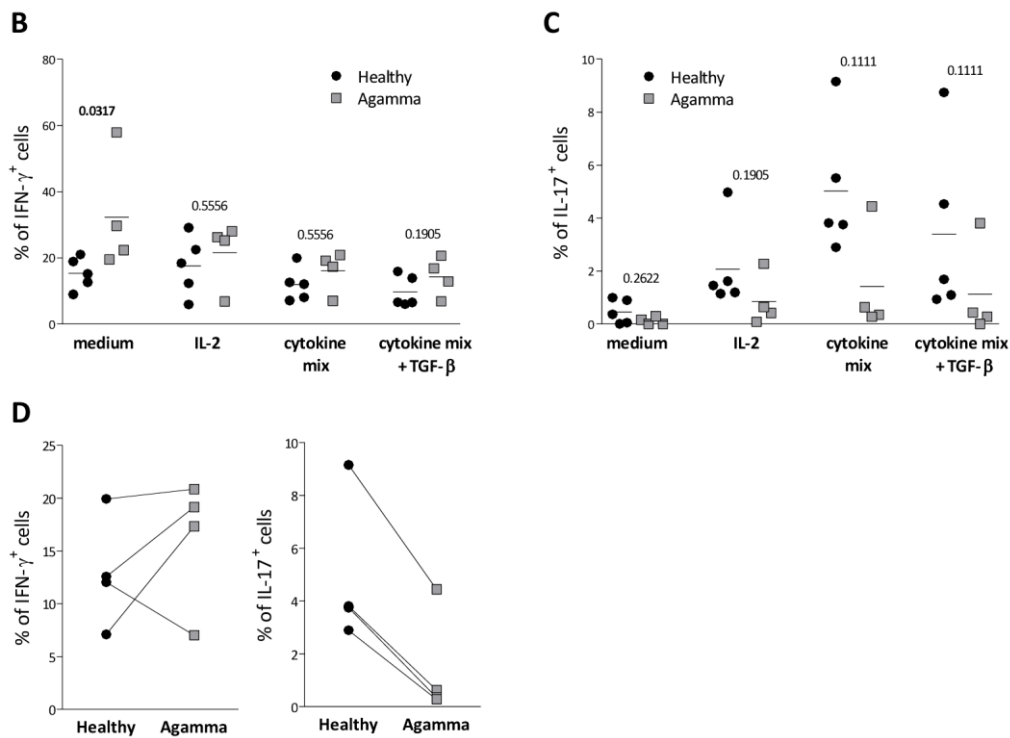 B
% of IFN-γ+ cells
80
60
40
20
0
Healthy
Agamma
0.0317
0.5556
0.5556
0.1905
medium
IL-2
cytokine
mix
cytokine mix
+ TGF-β
C
% of IL-17+ cells
10
8
6
4
2
0
Healthy
Agamma
0.2622
0.1905
0.1111
0.1111
medium
IL-2
cytokine
mix
cytokine mix
+ TGF-β
D
% of IFN-γ+ cells
25
20
15
10
5
0
Healthy
Agamma
% of IL-17+ cells
10
8
6
4
2
0
Healthy
Agamma